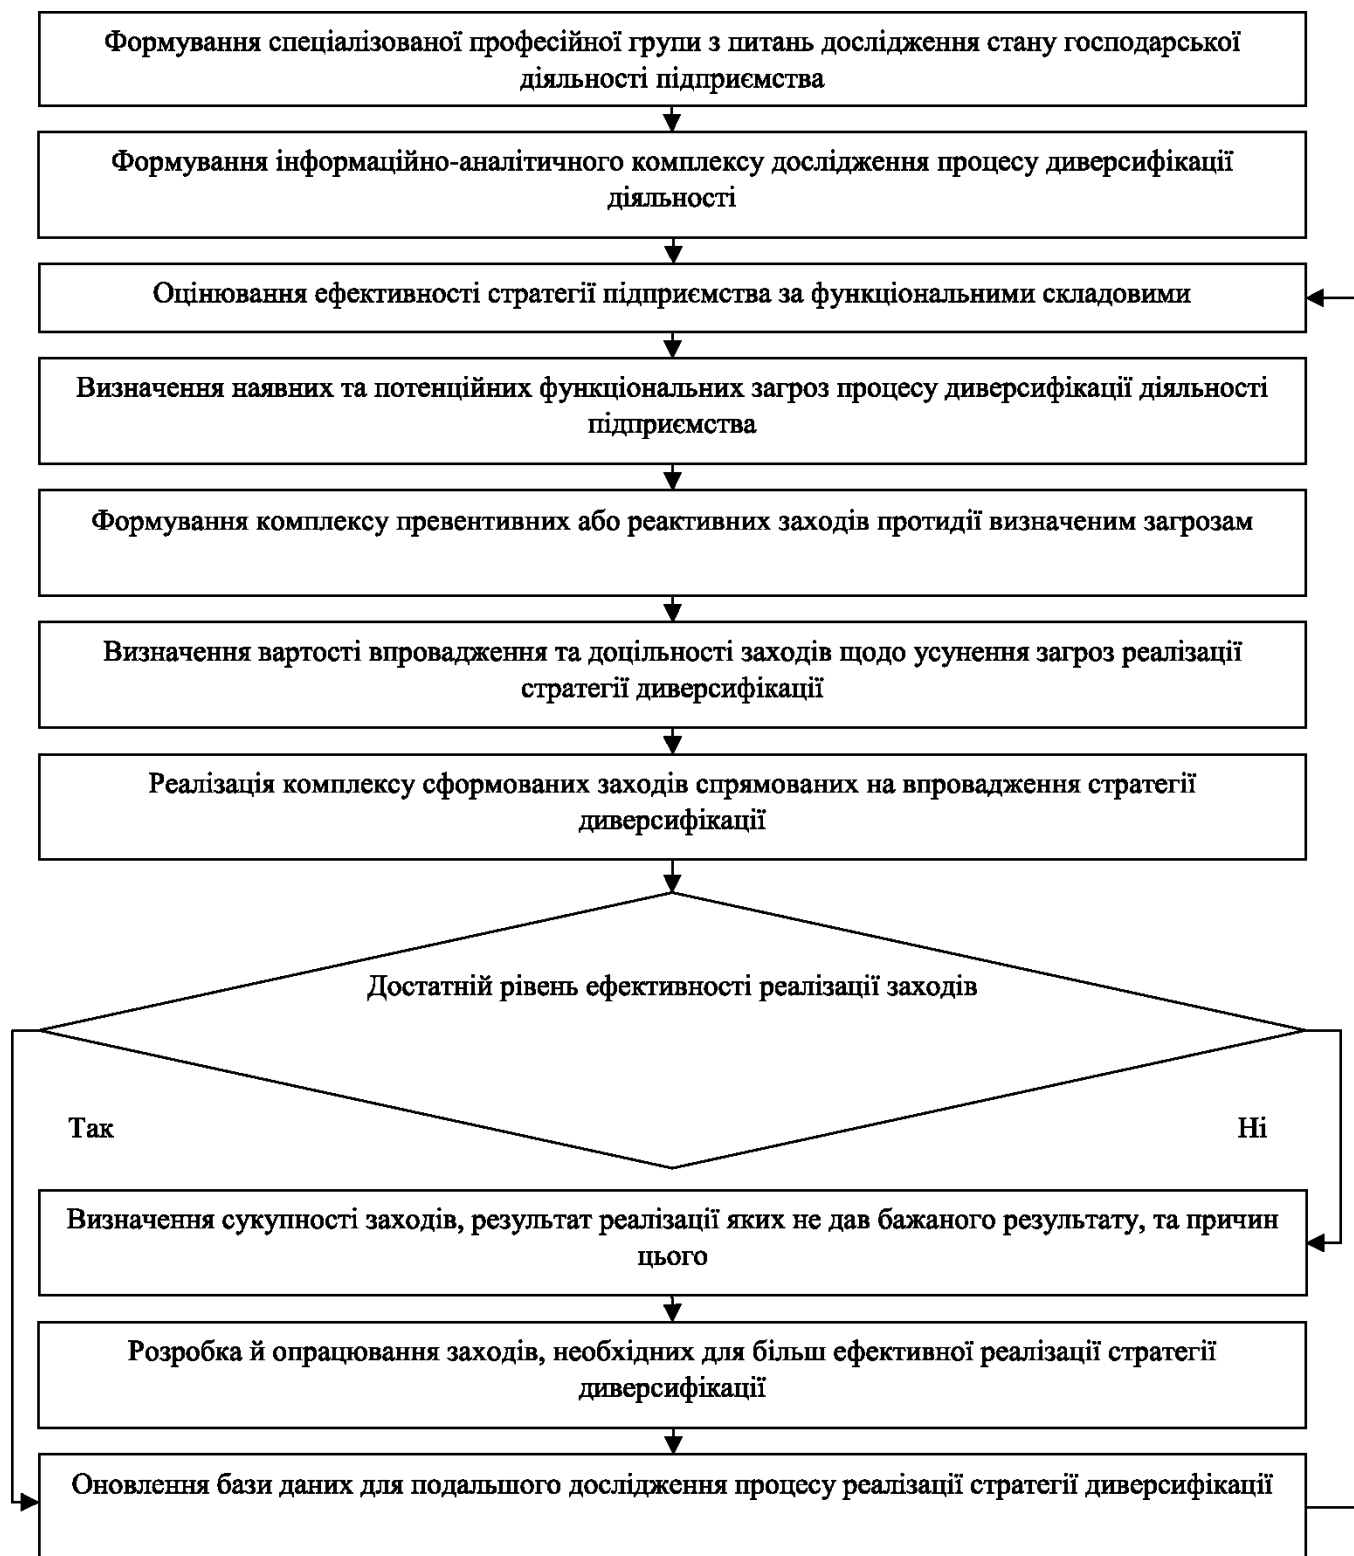 Формування спеціалізованої професійної групи з питань дослідження стану господарської
діяльності підприємства
Формування інформаційно-аналітичного комплексу дослідження процесу диверсифікації
діяльності
Оцінювання ефективності стратегії підприємства за функціональними складовими
Визначення наявних та потенційних функціональних загроз процесу диверсифікації діяльності
підприємства
Формування комплексу превентивних або реактивних заходів протидії визначеним загрозам
Визначення вартості впровадження та доцільності заходів щодо усунення загроз реалізації
стратегії диверсифікації
Реалізація комплексу сформованих заходів спрямованих на впровадження стратегії
диверсифікації
Достатній рівень ефективності реалізації заходів
Так
Ні
Визначення сукупності заходів, результат реалізації яких не дав бажаного результату, та причин
цього
Розробка й опрацювання заходів, необхідних для більш ефективної реалізації стратегії
диверсифікації
Оновлення бази даних для подальшого дослідження процесу реалізації стратегії диверсифікації